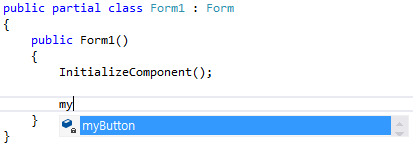 public partial class Form1 : Form
{
    public Form1()
    {
        InitializeComponent();

        my
    }
        myButton
}